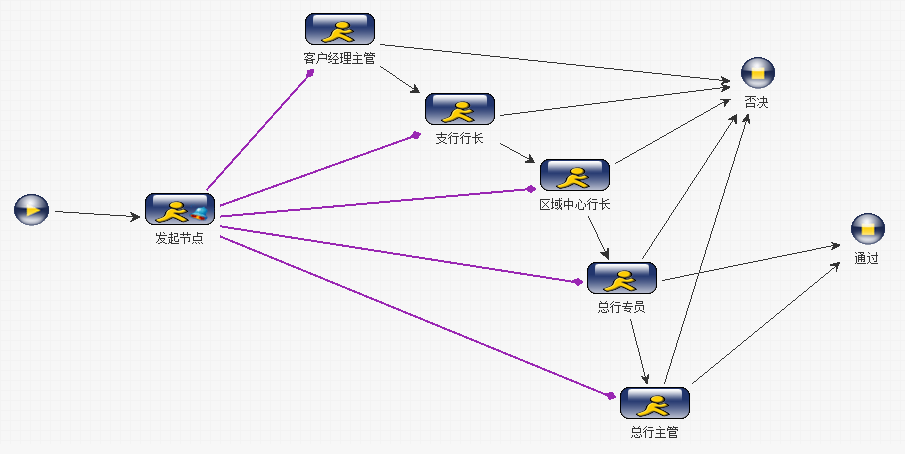 客户经理主管
否决
支行行长
区域中心行长
发起节点
通过
总行专员
总行主管